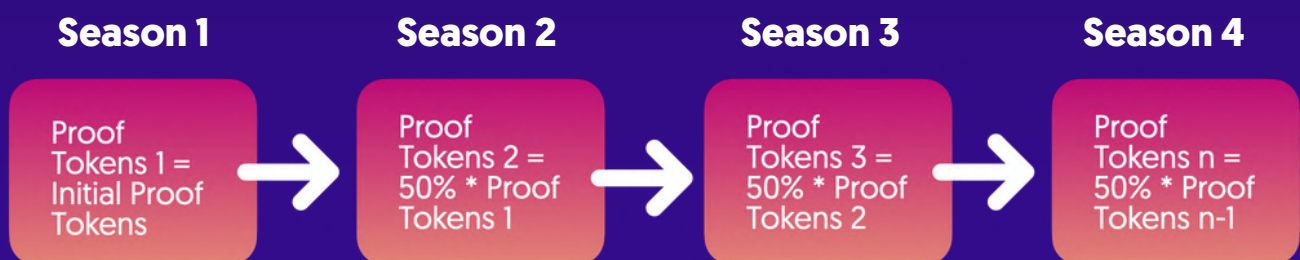 Season 1
Proof
Tokens 1 =
Initial Proof
Tokens
Season 2
Proof
Tokens 2 =
50% * Proof
Tokens 1
Season 3
Proof
Tokens 3 =
50% * Proof
Tokens 2
Season 4
Proof
Tokens n =
50% * Proof
Tokens n-1